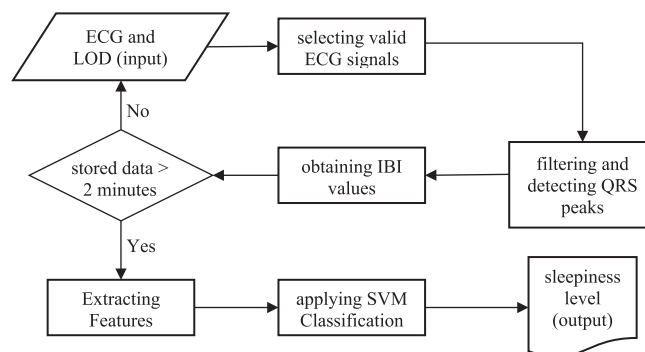 ECG and
LOD (input)
selecting valid
ECG signals
No
stored data >
2 minutes
obtaining IBI
values
filtering and
detecting QRS
peaks
Yes
Extracting
Features
applying SVM
Classification
sleepiness
level
(output)